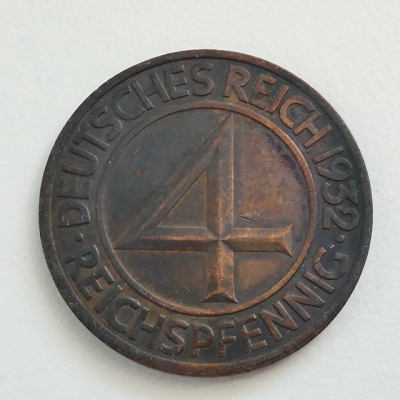 DEUTSCHES REICH 1932
4
REICHSPFENNIG